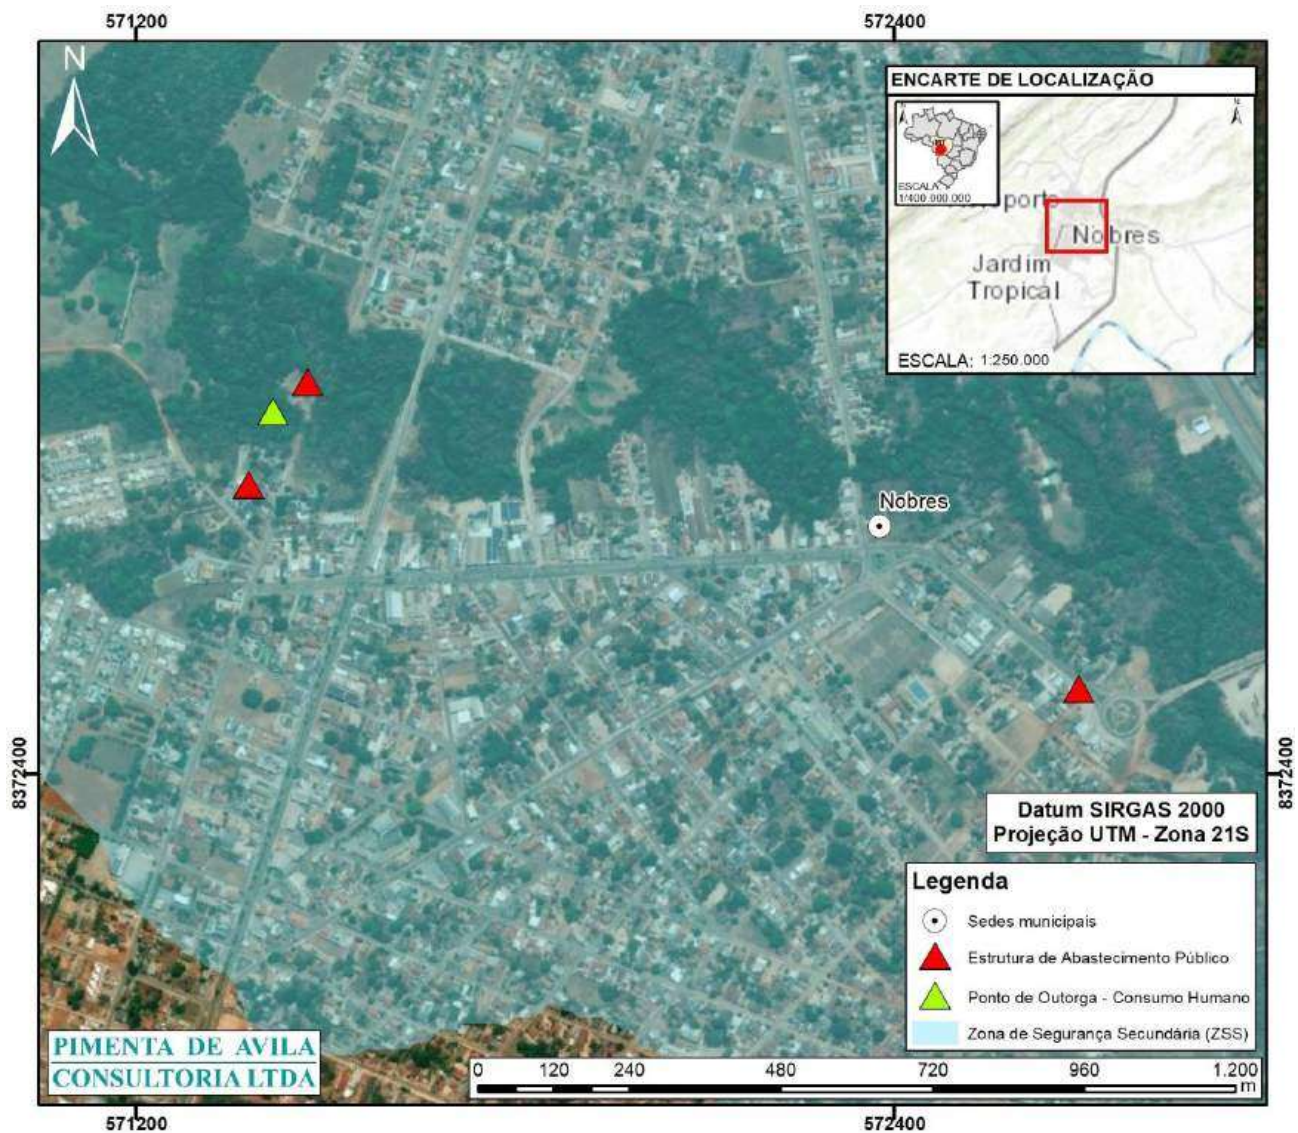 571200
572400
N
ENCARTE DE LOCALIZAÇÃO
ESCALA
1/400.000.000
Nobres
Jardim
Tropical
ESCALA: 1:250.000
Nobres
8372400
8372400
Datum SIRGAS 2000
Projeção UTM - Zona 21S
Legenda
Sedes municipais
Estrutura de Abastecimento Público
Ponto de Outorga - Consumo Humano
Zona de Segurança Secundária (ZSS)
PIMENTA DE AVILA
CONSULTORIA LTDA
0 120 240 480 720 960 1.200
m
571200
572400